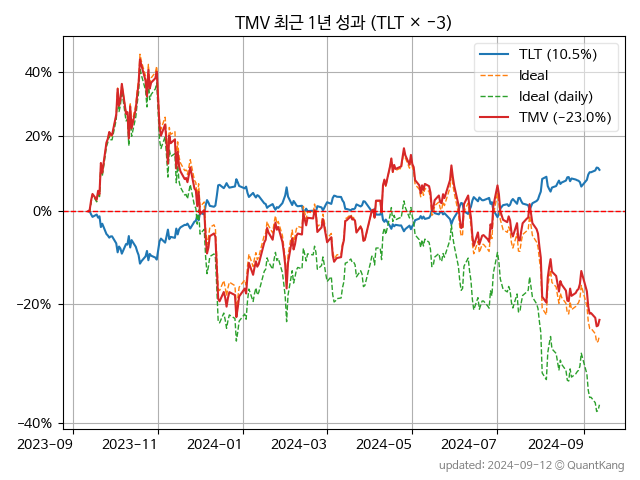 TMV 최근 1년 성과 (TLT × -3)
TLT (10.5%)
Ideal
Ideal (daily)
TMV (-23.0%)
40%
20%
0%
-20%
-40%
2023-09
2023-11
2024-01
2024-03
2024-05
2024-07
2024-09
updated: 2024-09-12 © QuantKang